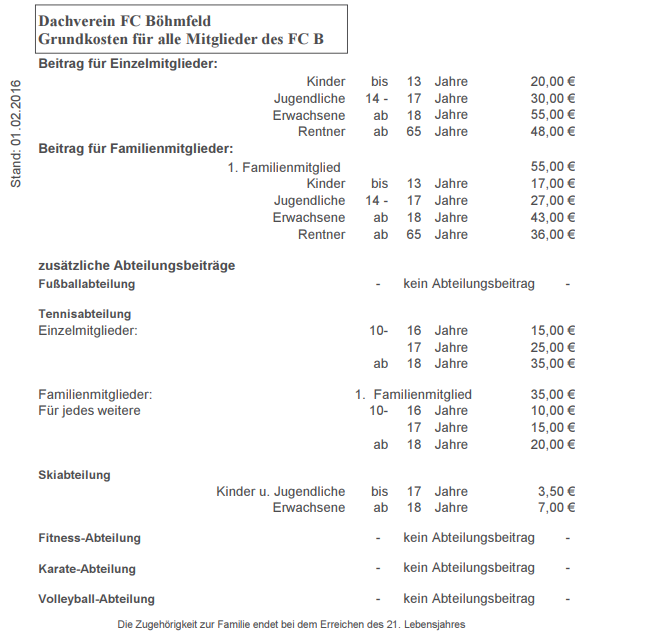 Dachverein FC Böhmfeld
Grundkosten für alle Mitglieder des FC B
Stand: 01.02.2016
Beitrag für Einzelmitglieder:
Kinder bis 13 Jahre 20,00 €
Jugendliche 14 - 17 Jahre 30,00 €
Erwachsene ab 18 Jahre 55,00 €
Rentner ab 65 Jahre 48,00 €
Beitrag für Familienmitglieder:
1. Familienmitglied 55,00 €
Kinder bis 13 Jahre 17,00 €
Jugendliche 14 - 17 Jahre 27,00 €
Erwachsene ab 18 Jahre 43,00 €
Rentner ab 65 Jahre 36,00 €
zusätzliche Abteilungsbeiträge
Fußballabteilung - kein Abteilungsbeitrag -
Tennisabteilung
Einzelmitglieder: 10- 16 Jahre 15,00 €
17 Jahre 25,00 €
ab 18 Jahre 35,00 €
Familienmitglieder: 1. Familienmitglied 35,00 €
Für jedes weitere 10- 16 Jahre 10,00 €
17 Jahre 15,00 €
ab 18 Jahre 20,00 €
Skiabteilung
Kinder u. Jugendliche bis 17 Jahre 3,50 €
Erwachsene ab 18 Jahre 7,00 €
Fitness-Abteilung - kein Abteilungsbeitrag -
Karate-Abteilung - kein Abteilungsbeitrag -
Volleyball-Abteilung - kein Abteilungsbeitrag -
Die Zugehörigkeit zur Familie endet bei dem Erreichen des 21. Lebensjahres